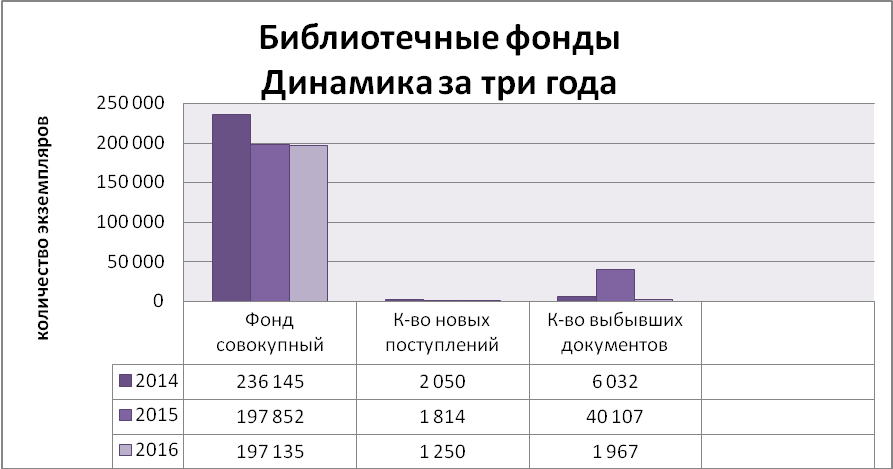 Библиотечные фонды
Динамика за три года
количество экземпляров
250 000
200 000
150 000
100 000
50 000
0
Фонд совокупный
К-во новых поступлений
К-во выбывших документов
2014 236 145 2 050 6 032
2015 197 852 1 814 40 107
2016 197 135 1 250 1 967